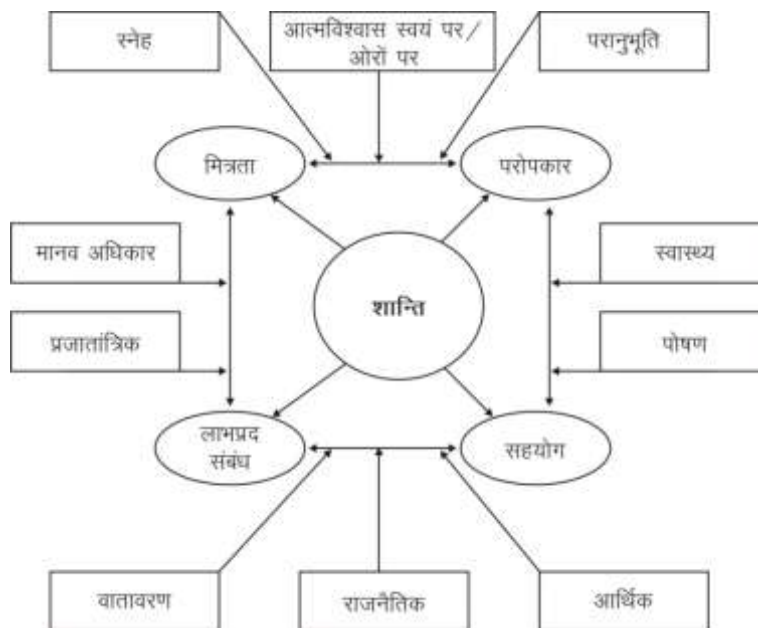 स्नेह
आत्मविश्वास स्वयं पर/
ओरों पर
परानुभूति
मित्रता
परोपकार
मानव अधिकार
स्वास्थ्य
शान्ति
प्रजातांत्रिक
पोषण
लाभप्रद
संबंध
सहयोग
वातावरण
राजनैतिक
आर्थिक